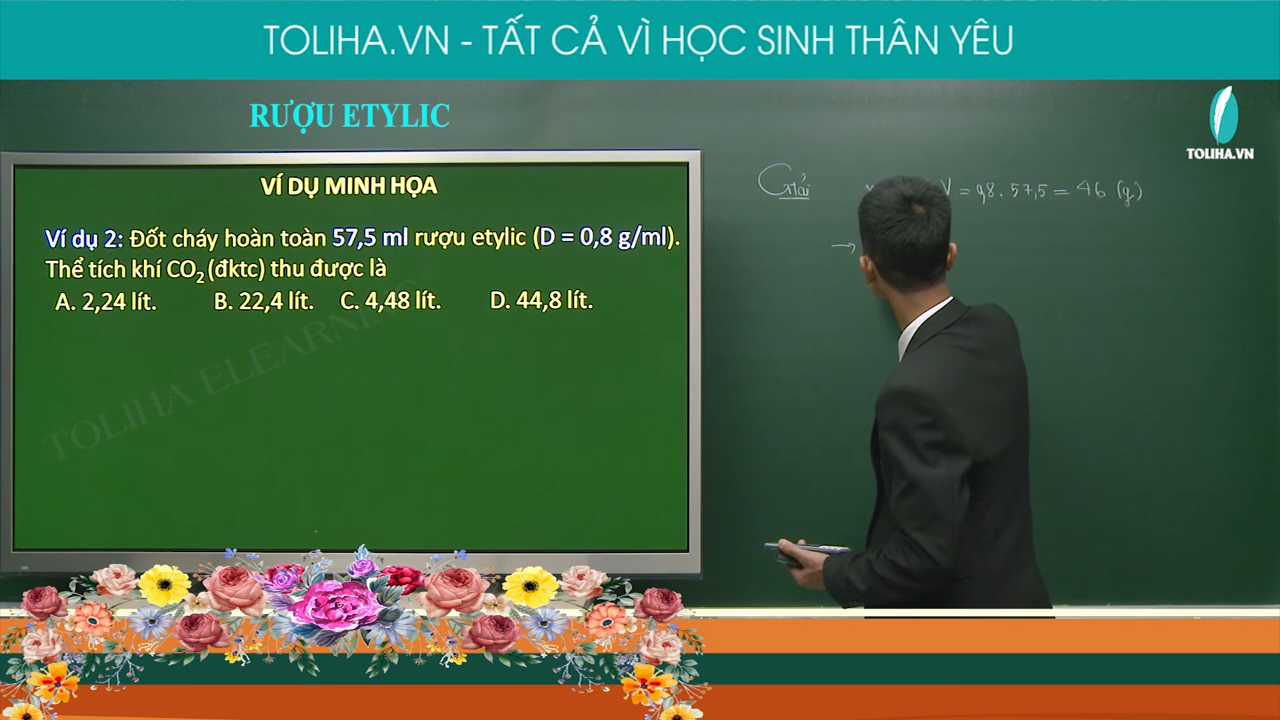 TOLIHA.VN - TẤT CẢ VÌ HỌC SINH THÂN YÊU
RƯỢU ETYLIC
TOLIHA.VN
VÍ DỤ MINH HỌA
Ví dụ 2: Đốt cháy hoàn toàn 57,5 ml rượu etylic (D = 0,8 g/ml).
Thể tích khí CO₂ (đktc) thu được là
A. 2,24 lít. B. 22,4 lít. C. 4,48 lít. D. 44,8 lít.
TOLIHA ELEARNING
Giải
V = 0,8 . 57,5 = 46 (g)
→